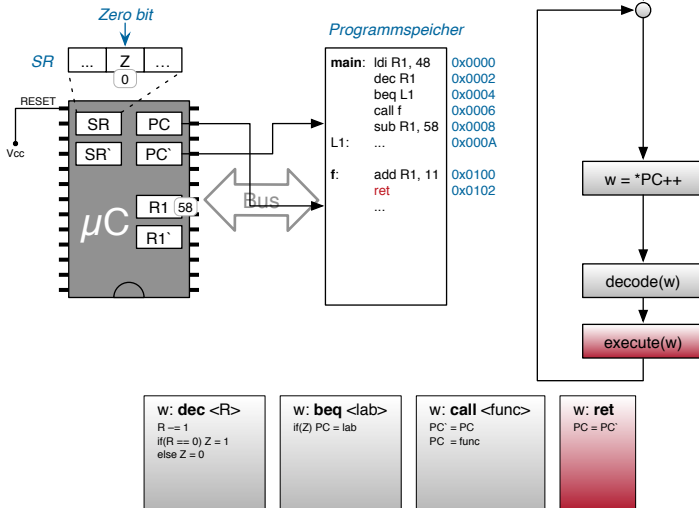 Zero bit
SR ... Z ...
0
RESET
Vcc
SR PC
SR` PC`
R1 58
R1`
µC
Bus
Programmspeicher
main: ldi R1, 48 0x0000
dec R1 0x0002
beq L1 0x0004
call f 0x0006
sub R1, 58 0x0008
L1: ... 0x000A
f: add R1, 11 0x0100
ret 0x0102
...
w = *PC++
decode(w)
execute(w)
w: dec <R>
R -= 1
if(R == 0) Z = 1
else Z = 0
w: beq <lab>
if(Z) PC = lab
w: call <func>
PC` = PC
PC = func
w: ret
PC = PC`